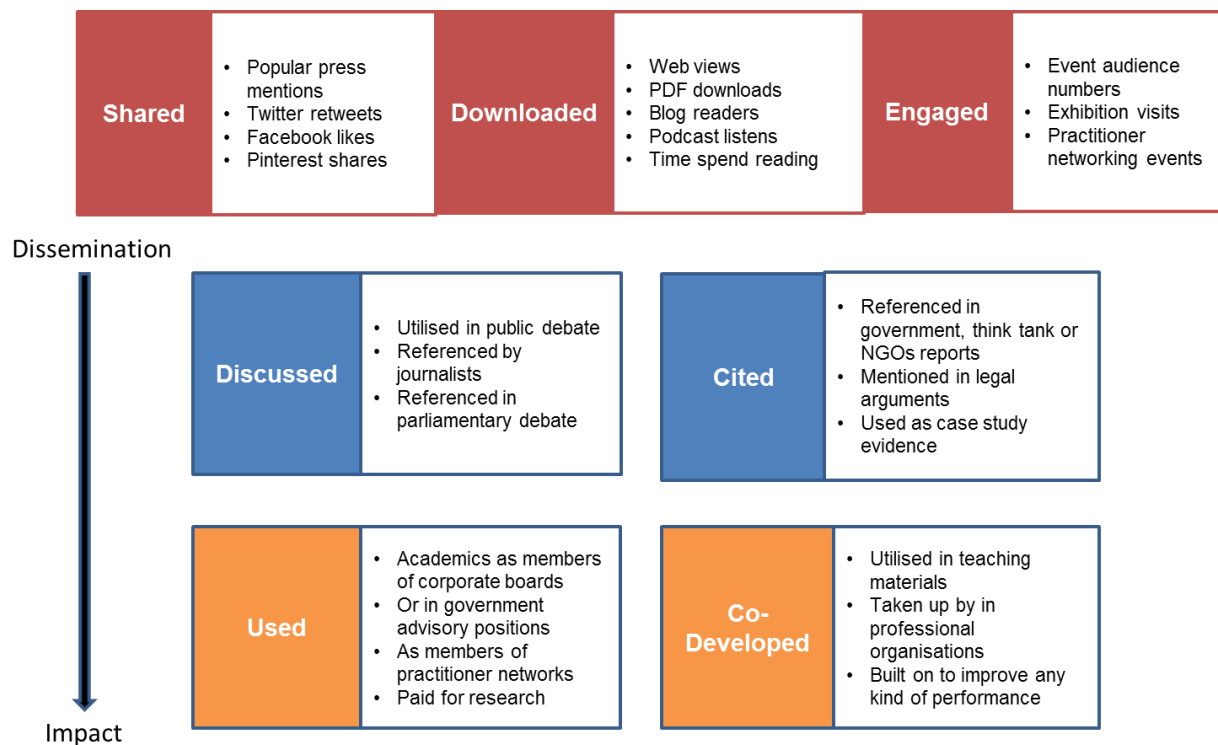 Shared
• Popular press
mentions
• Twitter retweets
• Facebook likes
• Pinterest shares
Downloaded
• Web views
• PDF downloads
• Blog readers
• Podcast listens
• Time spend reading
Engaged
• Event audience
numbers
• Exhibition visits
• Practitioner
networking events
Dissemination
Discussed
• Utilised in public debate
• Referenced by
journalists
• Referenced in
parliamentary debate
Cited
• Referenced in
government, think tank or
NGOs reports
• Mentioned in legal
arguments
• Used as case study
evidence
Used
• Academics as members
of corporate boards
• Or in government
advisory positions
• As members of
practitioner networks
• Paid for research
Co-
Developed
• Utilised in teaching
materials
• Taken up by in
professional
organisations
• Built on to improve any
kind of performance
Impact